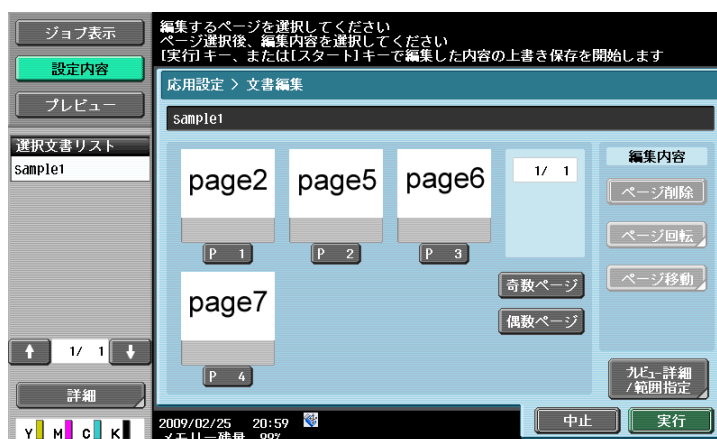 ジョブ表示
設定内容
プレビュー
選択文書リスト
sample1
1/ 1
詳細
Y M C K
編集するページを選択してください
ページ選択後、編集内容を選択してください
[実行]キー、または[スタート]キーで編集した内容の上書き保存を開始します
応用設定 > 文書編集
sample1
page2 page5 page6
P 1 P 2 P 3
page7
P 4
1/ 1
奇数ページ
偶数ページ
編集内容
ページ削除
ページ回転
ページ移動
プレビュー詳細
/範囲指定
2009/02/25 20:59
メモリー残量 99%
中止
実行